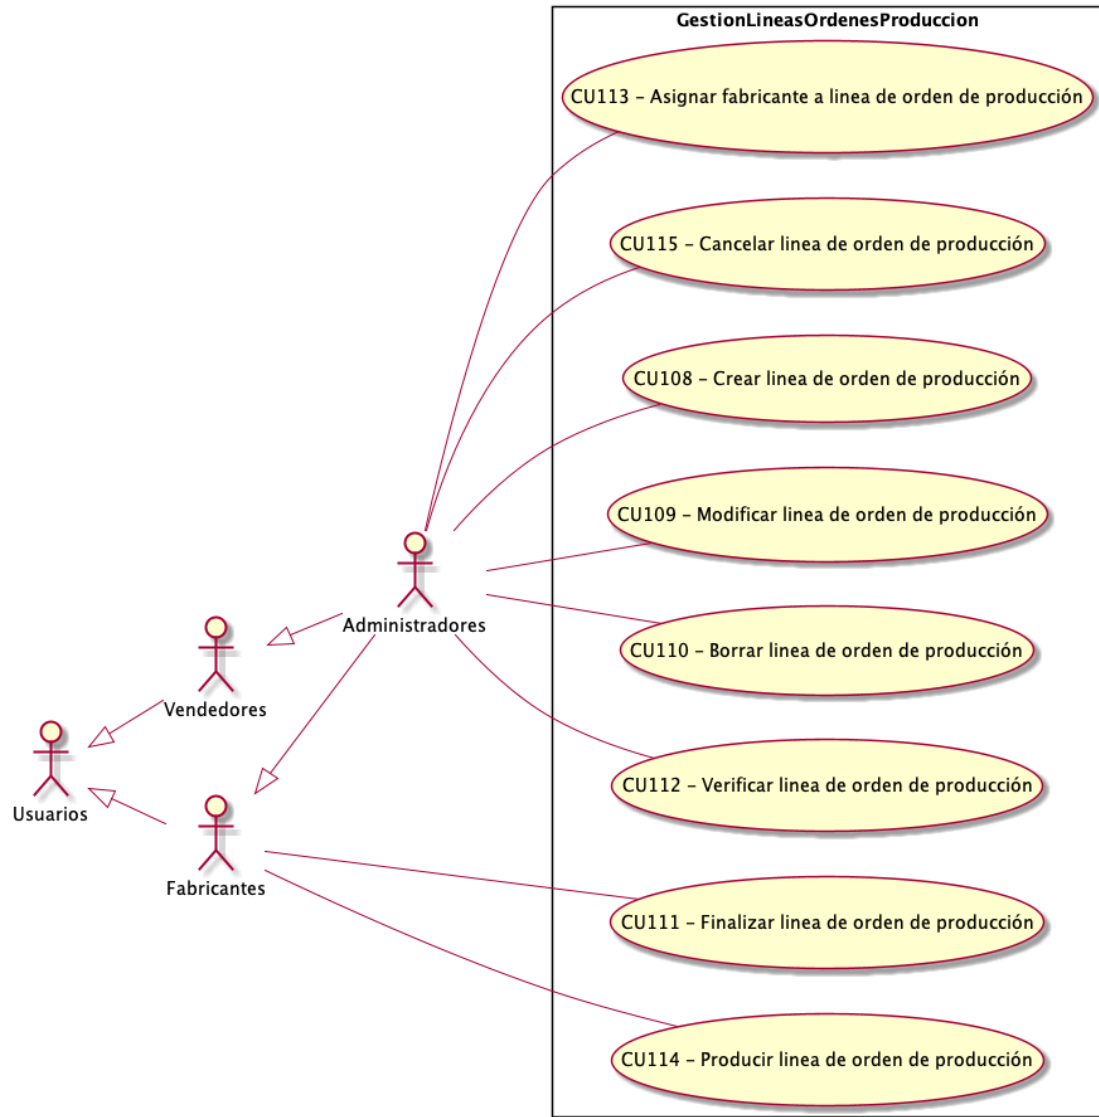 GestionLineasOrdenesProduccion
CU113 – Asignar fabricante a linea de orden de producción
CU115 – Cancelar linea de orden de producción
CU108 – Crear linea de orden de producción
CU109 – Modificar linea de orden de producción
Administradores
CU110 – Borrar linea de orden de producción
Vendedores
CU112 – Verificar linea de orden de producción
Usuarios
Fabricantes
CU111 – Finalizar linea de orden de producción
CU114 – Producir linea de orden de producción